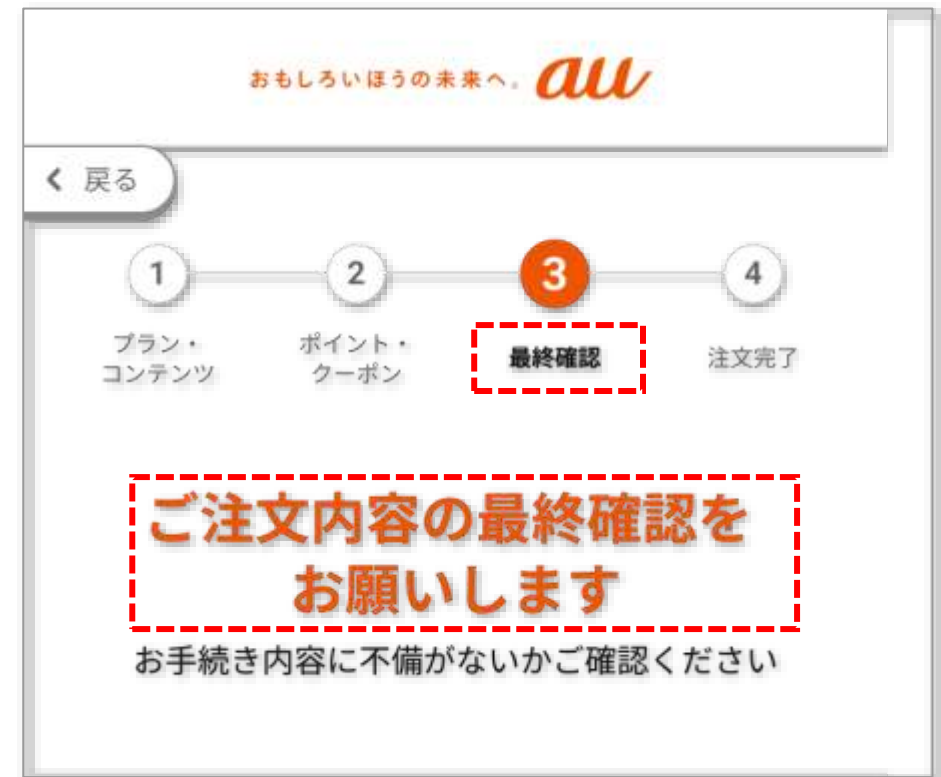 おもしろいほうの未来へ。 au
戻る
1 2 3 4
プラン・
コンテンツ
ポイント・
クーポン
最終確認
注文完了
ご注文内容の最終確認を
お願いします
お手続き内容に不備がないかご確認ください